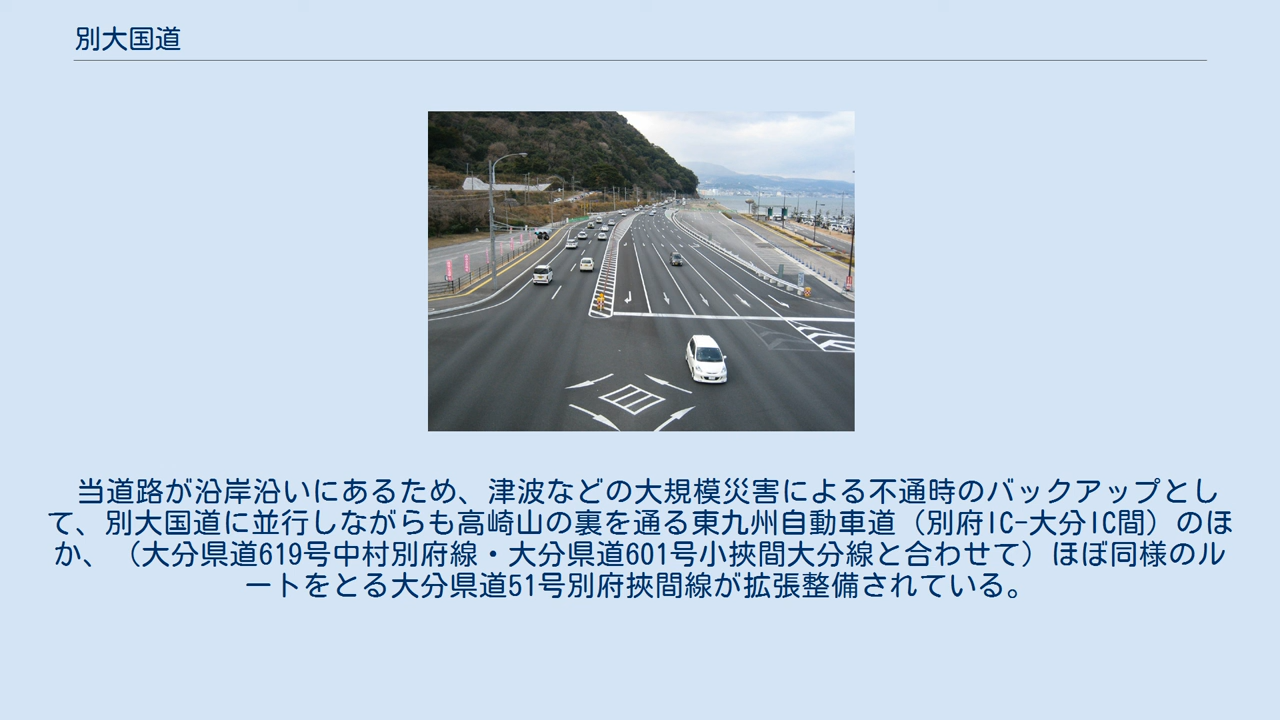 別大国道
当道路が沿岸沿いにあるため、津波などの大規模災害による不通時のバックアップとし
て、別大国道に並行しながらも高崎山の裏を通る東九州自動車道（別府IC-大分IC間）のほ
か、（大分県道619号中村別府線・大分県道601号小挾間大分線と合わせて）ほぼ同様のル
ートをとる大分県道51号別府挾間線が拡張整備されている。